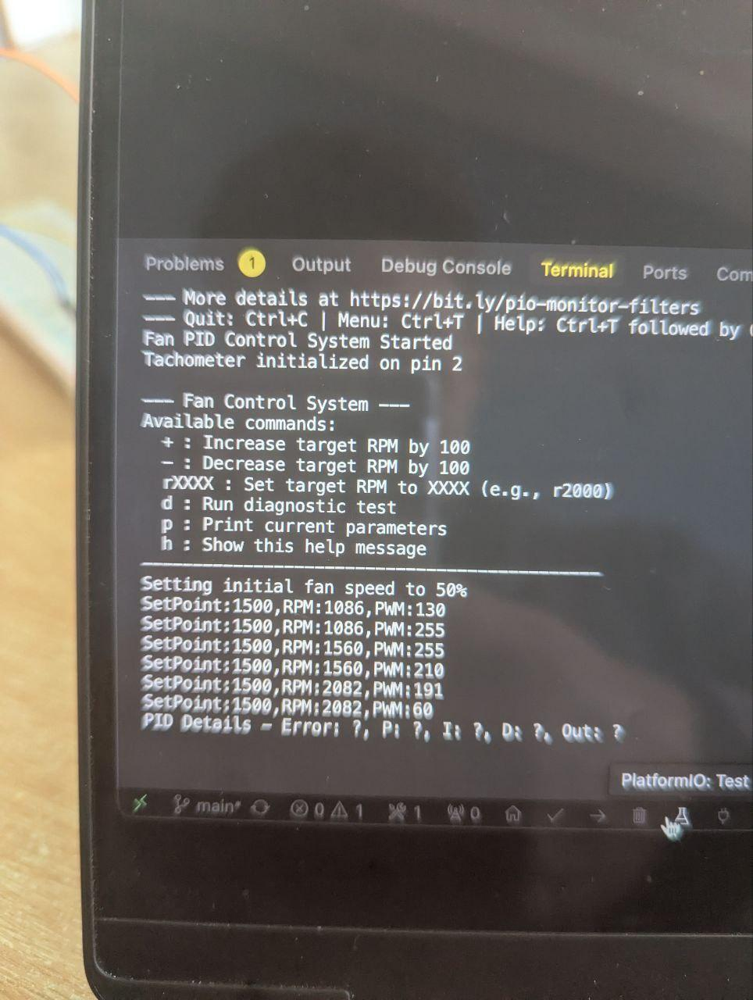 Problems 1 Output Debug Console Terminal Ports Com
--- More details at https://bit.ly/pio-monitor-filters
--- Quit: Ctrl+C | Menu: Ctrl+T | Help: Ctrl+T followed by
Fan PID Control System Started
Tachometer initialized on pin 2
--- Fan Control System ---
Available commands:
+ : Increase target RPM by 100
- : Decrease target RPM by 100
rXXXX : Set target RPM to XXXX (e.g., r2000)
d : Run diagnostic test
p : Print current parameters
h : Show this help message
Setting initial fan speed to 50%
SetPoint:1500,RPM:1086,PWM:130
SetPoint:1500,RPM:1086,PWM:255
SetPoint:1500,RPM:1560,PWM:255
SetPoint:1500,RPM:1560,PWM:210
SetPoint:1500,RPM:2082,PWM:191
SetPoint:1500,RPM:2082,PWM:60
PID Details - Error: ?, P: ?, I: ?, D: ?, Out: ?
PlatformIO: Test
main* 0 1 1 0